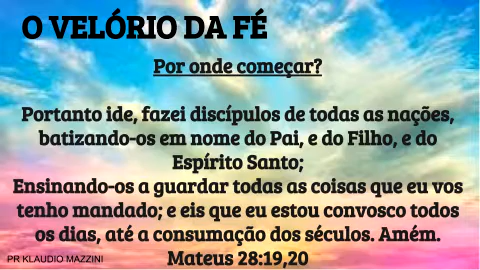 O VELÓRIO DA FÉ
Por onde começar?
Portanto ide, fazei discípulos de todas as nações,
batizando-os em nome do Pai, e do Filho, e do
Espírito Santo;
Ensinando-os a guardar todas as coisas que eu vos
tenho mandado; e eis que eu estou convosco todos
os dias, até a consumação dos séculos. Amém.
Mateus 28:19,20
PR KLAUDIO MAZZINI